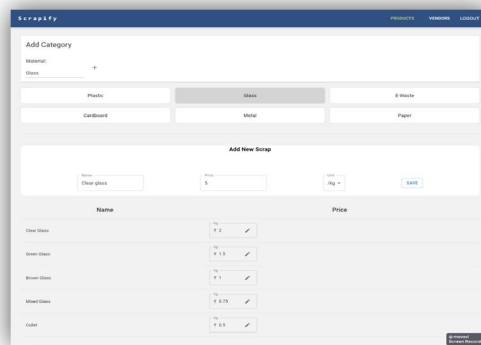 Scrapify
PRODUCTS VENDORS LOGOUT
Add Category
Material:
Glass
+
Plastic Glass E-Waste
Cardboard Metal Paper
Add New Scrap
Name Price Unit
Clear glass 5 /kg SAVE
Name Price
Clear Glass ₹ 2
Green Glass ₹ 1.5
Brown Glass ₹ 1
Mixed Glass ₹ 0.75
Cullet ₹ 0.5
Screen Recorder